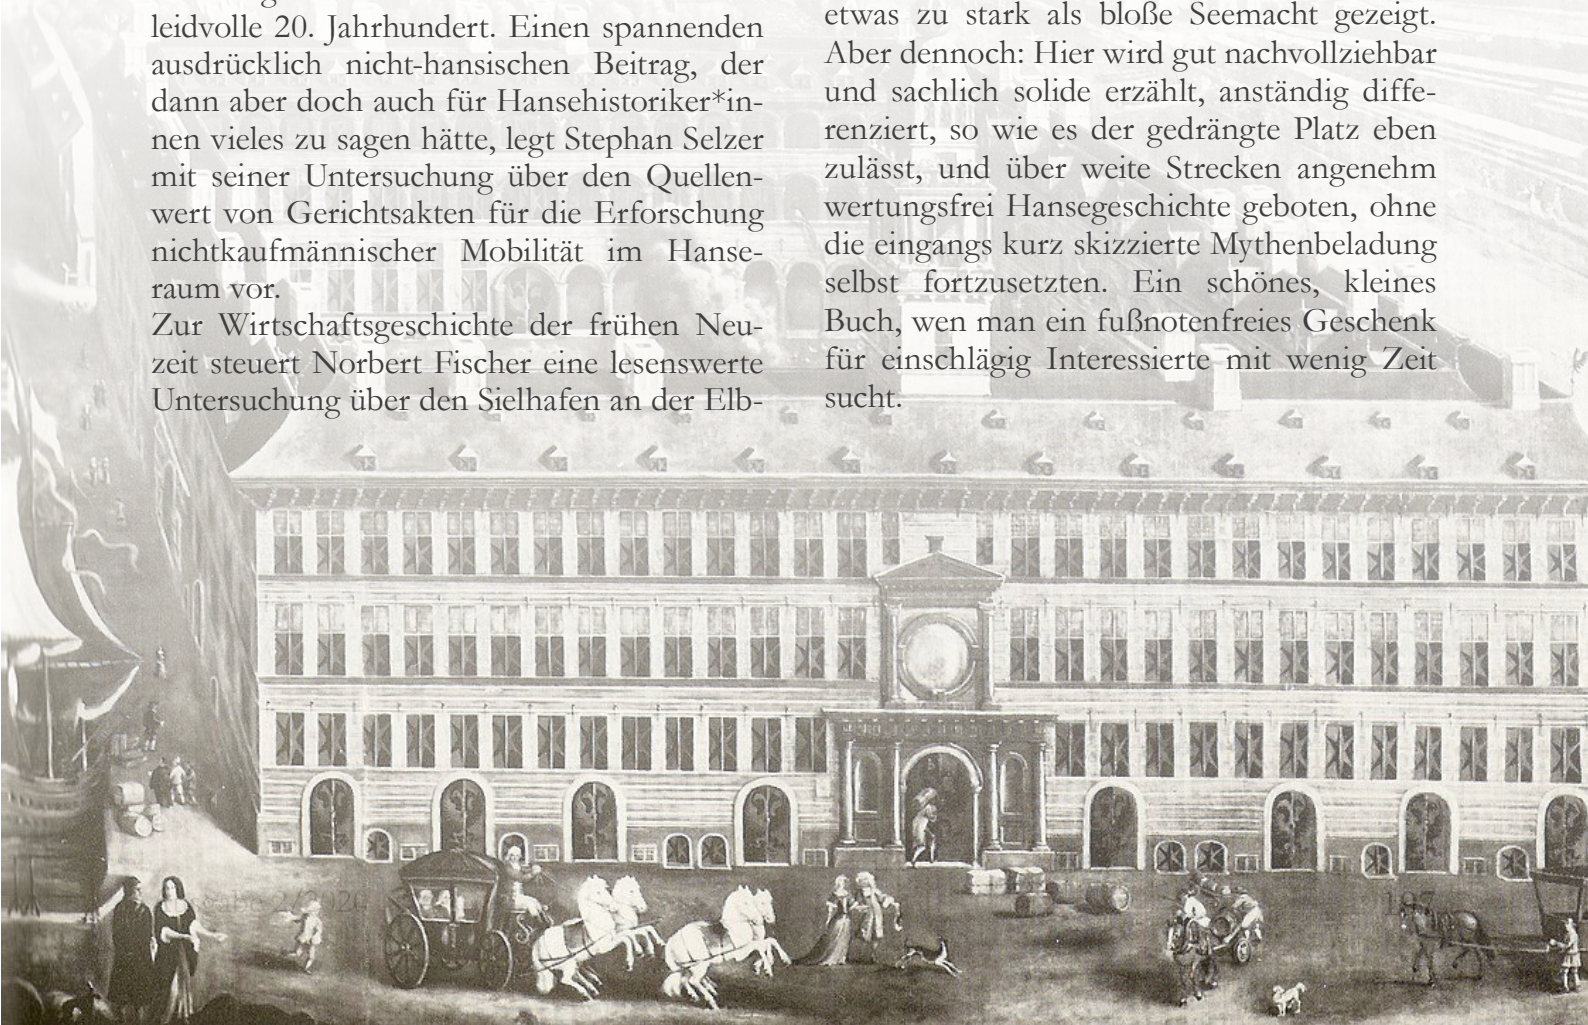 leidvolle 20. Jahrhundert. Einen spannenden
ausdrücklich nicht-hansischen Beitrag, der
dann aber doch auch für Hansehistoriker*in-
nen vieles zu sagen hätte, legt Stephan Selzer
mit seiner Untersuchung über den Quellen-
wert von Gerichtsakten für die Erforschung
nichtkaufmännischer Mobilität im Hanse-
raum vor.
Zur Wirtschaftsgeschichte der frühen Neu-
zeit steuert Norbert Fischer eine lesenswerte
Untersuchung über den Sielhafen an der Elb-
etwas zu stark als bloße Seemacht gezeigt.
Aber dennoch: Hier wird gut nachvollziehbar
und sachlich solide erzählt, anständig diffe-
renziert, so wie es der gedrängte Platz eben
zulässt, und über weite Strecken angenehm
wertungsfrei Hansegeschichte geboten, ohne
die eingangs kurz skizzierte Mythenbeladung
selbst fortzusetzten. Ein schönes, kleines
Buch, wen man ein fußnotenfreies Geschenk
für einschlägig Interessierte mit wenig Zeit
sucht.
2/2020